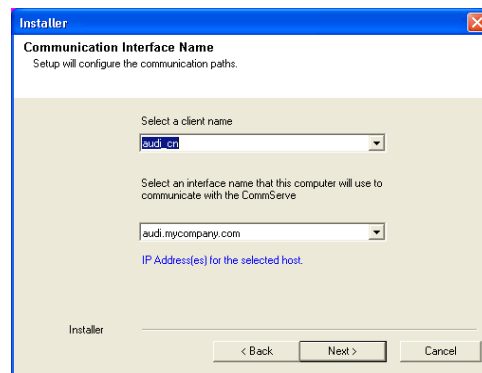 Installer
Communication Interface Name
Setup will configure the communication paths.
Select a client name
audi_cn
Select an interface name that this computer will use to
communicate with the CommServe
audi.mycompany.com
IP Address(es) for the selected host.
Installer
< Back
Next >
Cancel